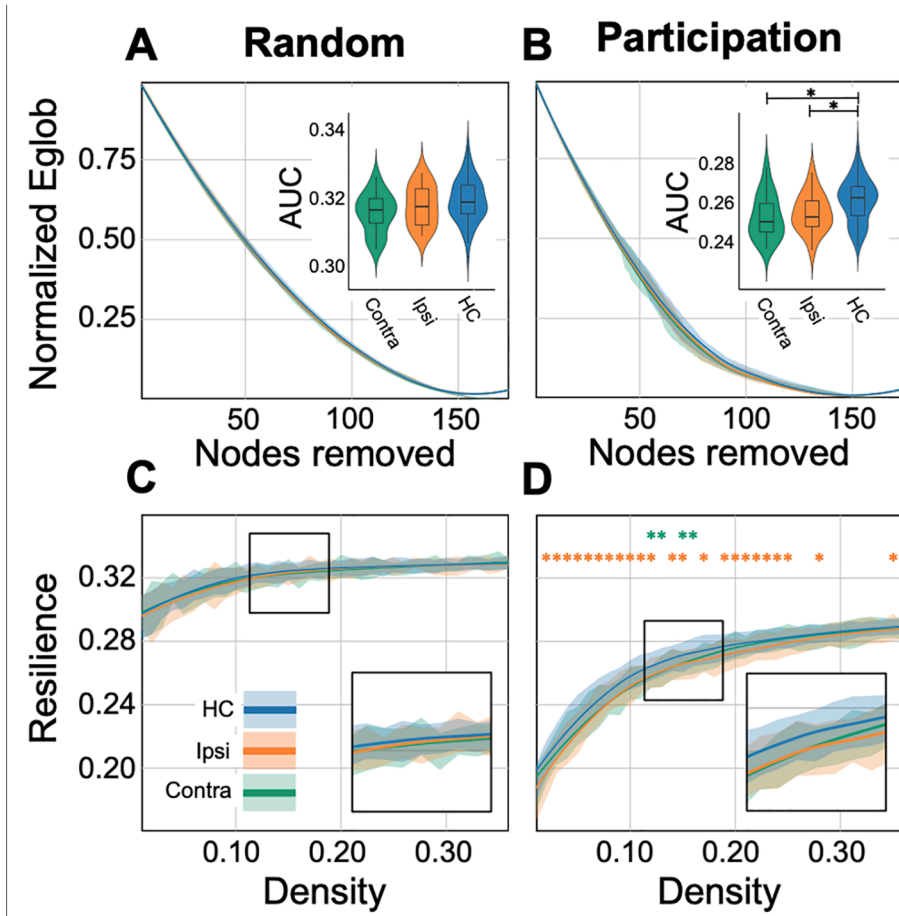 A Random
B Participation
Normalized Eglob
0.75
0.50
0.25
50 100 150
Nodes removed
AUC
0.34
0.32
0.30
Contra Ipsi HC
* 
*
AUC
0.28
0.26
0.24
Contra Ipsi HC
50 100 150
Nodes removed
C
Resilience
0.32
0.28
0.24
0.20
HC
Ipsi
Contra
0.10 0.20 0.30
Density
D
** **
************ ** * ******* * *
0.10 0.20 0.30
Density